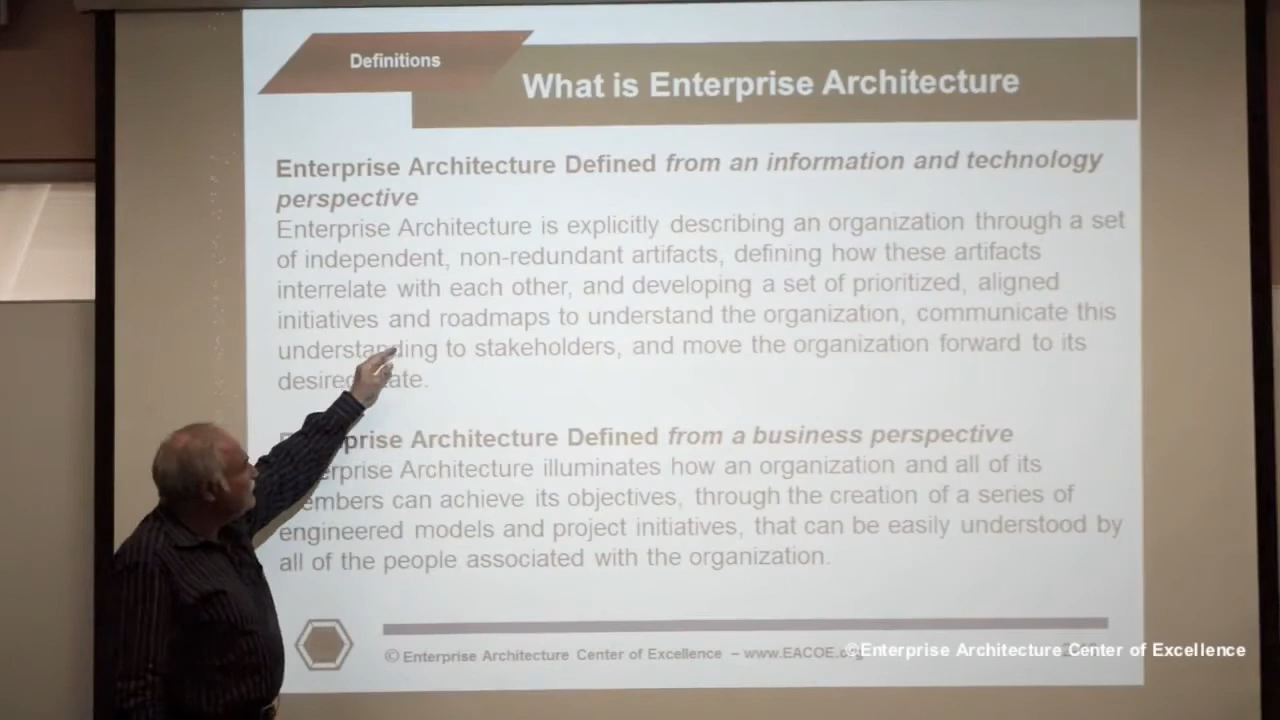 Definitions
What is Enterprise Architecture
Enterprise Architecture Defined from an information and technology
perspective
Enterprise Architecture is explicitly describing an organization through a set
of independent, non-redundant artifacts, defining how these artifacts
interrelate with each other, and developing a set of prioritized, aligned
initiatives and roadmaps to understand the organization, communicate this
understanding to stakeholders, and move the organization forward to its
desired state.
Enterprise Architecture Defined from a business perspective
Enterprise Architecture illuminates how an organization and all of its
members can achieve its objectives, through the creation of a series of
engineered models and project initiatives, that can be easily understood by
all of the people associated with the organization.
© Enterprise Architecture Center of Excellence – www.EACOE.org
©Enterprise Architecture Center of Excellence